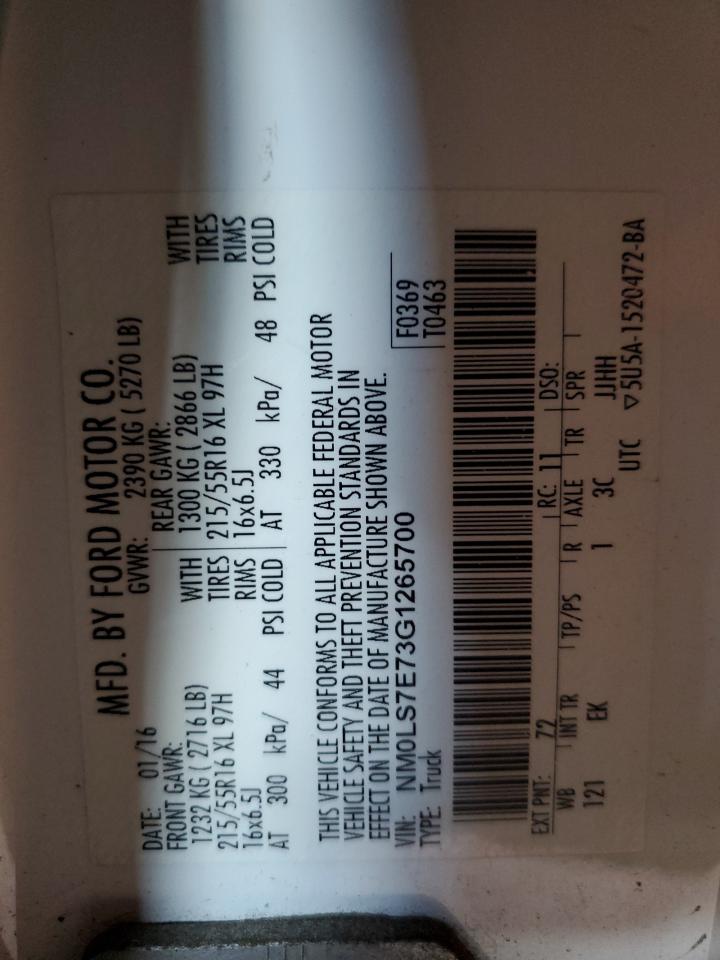 MFD. BY FORD MOTOR CO.
DATE: 01/16 GVWR: 2390 KG ( 5270 LB)
FRONT GAWR: REAR GAWR:
1232 KG ( 2716 LB) WITH 1300 KG ( 2866 LB) WITH
215/55R16 XL 97H TIRES 215/55R16 XL 97H TIRES
16x6.5J RIMS 16x6.5J RIMS
AT 300 kPa/ 44 PSI COLD AT 330 kPa/ 48 PSI COLD
THIS VEHICLE CONFORMS TO ALL APPLICABLE FEDERAL MOTOR
VEHICLE SAFETY AND THEFT PREVENTION STANDARDS IN
EFFECT ON THE DATE OF MANUFACTURE SHOWN ABOVE.
VIN: NM0LS7E73G1265700 F0369
TYPE: Truck T0463
EXT PNT: 72 RC: 11 DSO:
WB INT TR TP/PS R AXLE TR SPR
121 EK 1 3C JJHH
UTC ▽5U5A-1520472-BA